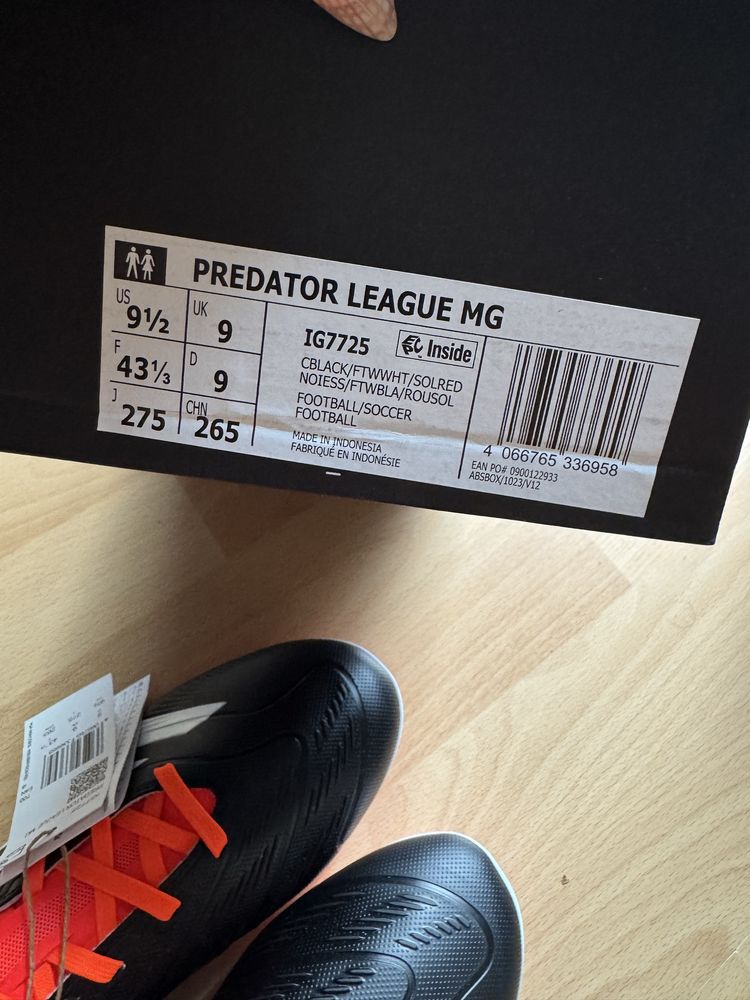 PREDATOR LEAGUE MG
US
9½
UK
9
F
43⅓
D
9
J
275
CHN
265
IG7725
Inside
CBLACK/FTWWHT/SOLRED
NOIESS/FTWBLA/ROUSOL
FOOTBALL/SOCCER
FOOTBALL
MADE IN INDONESIA
FABRIQUÉ EN INDONÉSIE
4 066765 336958
EAN PO# 0900122933
ABSBOX/1023/V12